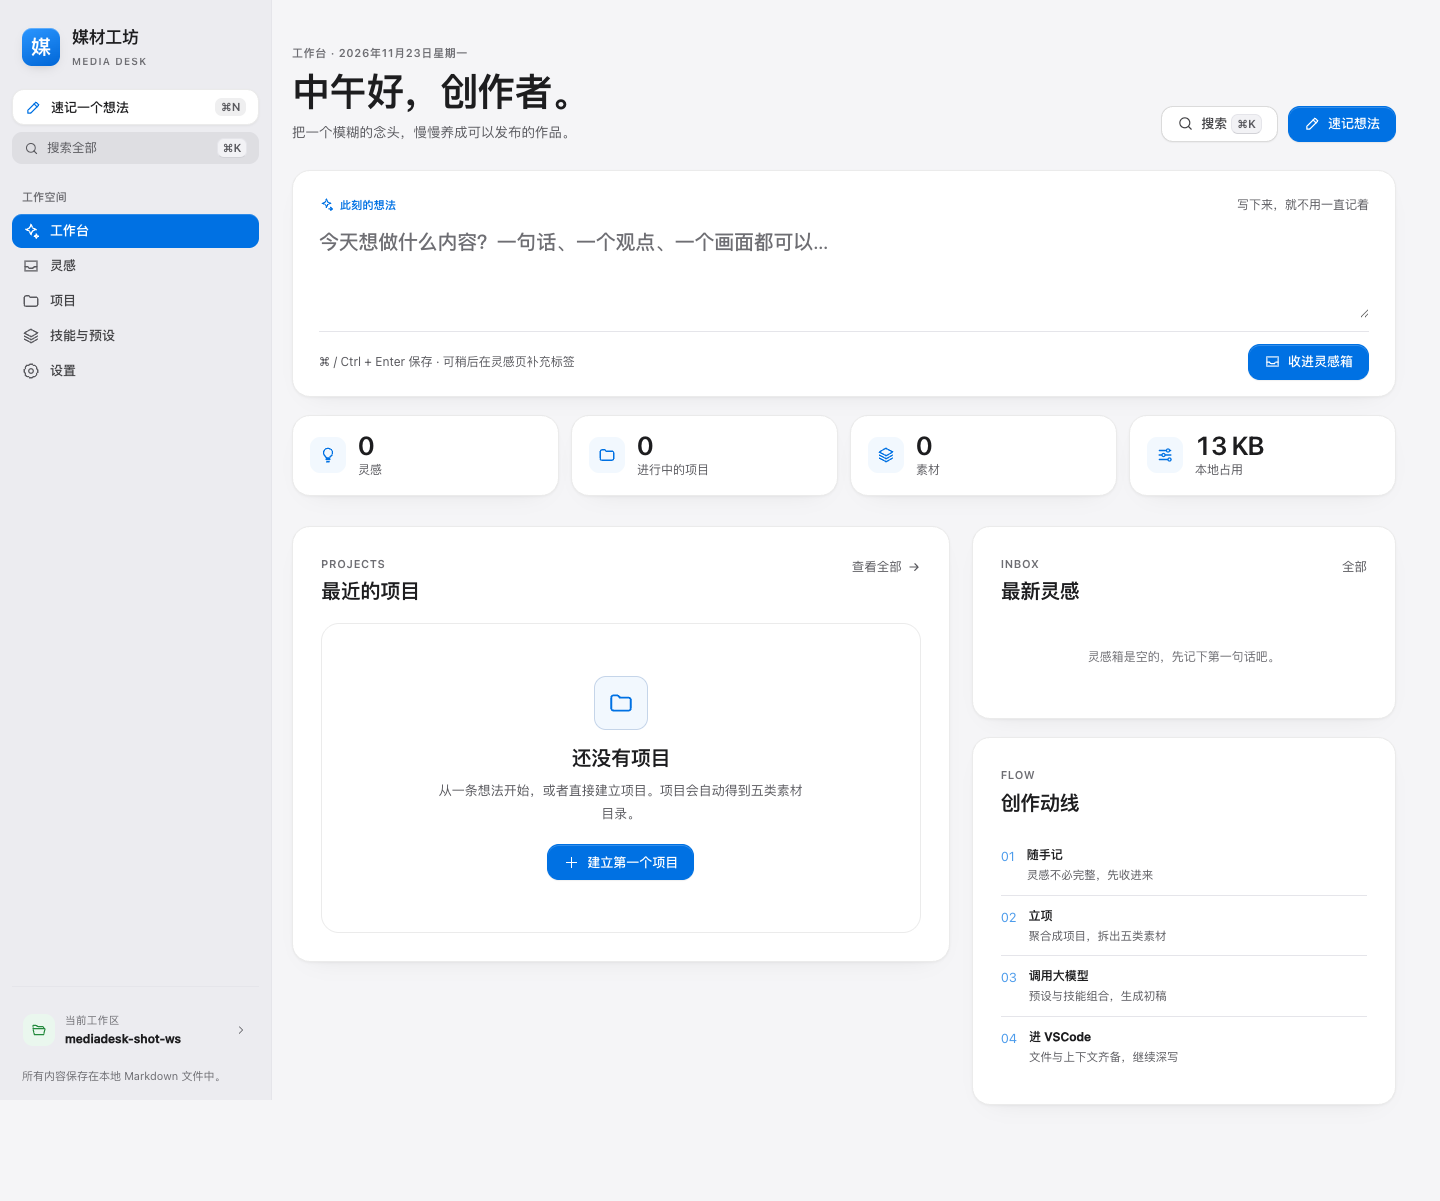 媒
媒材工坊
MEDIA DESK
速记一个想法 ⌘N
搜索全部 ⌘K
工作空间
工作台
灵感
项目
技能与预设
设置
当前工作区
mediadesk-shot-ws
所有内容保存在本地 Markdown 文件中。
工作台 · 2026年11月23日星期一
中午好，创作者。
把一个模糊的念头，慢慢养成可以发布的作品。
搜索 ⌘K
速记想法
此刻的想法
写下来，就不用一直记着
今天想做什么内容？一句话、一个观点、一个画面都可以...
⌘ / Ctrl + Enter 保存 · 可稍后在灵感页补充标签
收进灵感箱
0
灵感
0
进行中的项目
0
素材
13 KB
本地占用
PROJECTS
最近的项目
查看全部 →
还没有项目
从一条想法开始，或者直接建立项目。项目会自动得到五类素材
目录。
建立第一个项目
INBOX
最新灵感
全部
灵感箱是空的，先记下第一句话吧。
FLOW
创作动线
01 随手记
灵感不必完整，先收进来
02 立项
聚合成项目，拆出五类素材
03 调用大模型
预设与技能组合，生成初稿
04 进 VSCode
文件与上下文齐备，继续深写